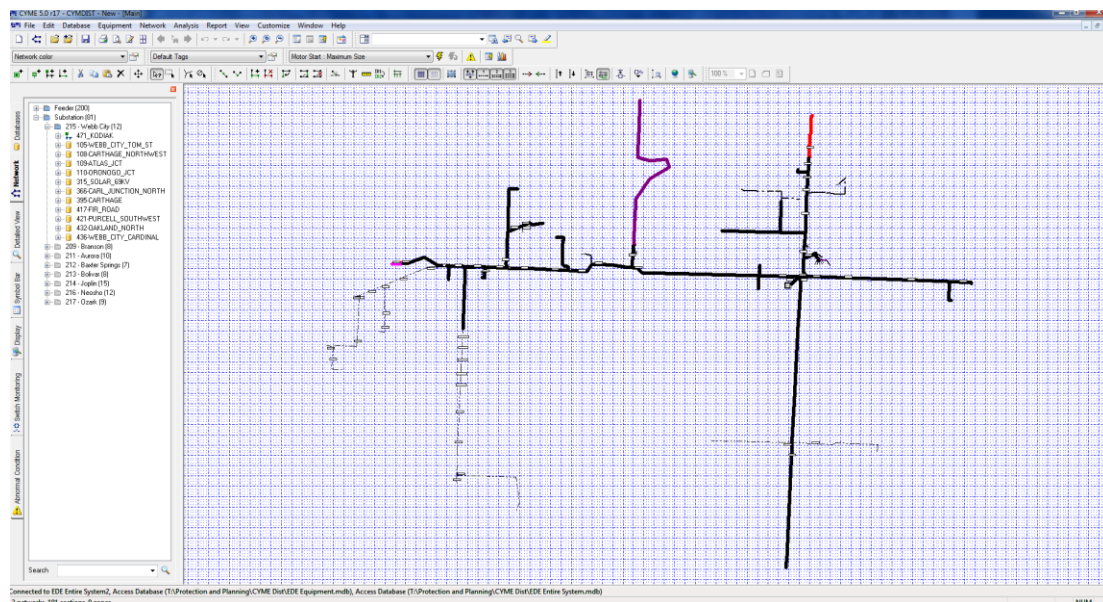 CYME 5.0 r17 - CYMDIST - New - [Main]
File Edit Database Equipment Network Analysis Report View Customize Window Help
Network color
Default Tags
Motor Start : Maximum Size
100 %
Databases
Network
Detailed View
Symbol Bar
Display
Switch Monitoring
Abnormal Condition
Feeder (200)
Substation (81)
215 - Webb City (12)
471_KODIAK
105-WEBB_CITY_TOM_ST
108-CARTHAGE_NORTHWEST
109-ATLAS_JCT
110-ORONOGO_JCT
315_SOLAR_69KV
366-CARL_JUNCTION_NORTH
395-CARTHAGE
417-FIR_ROAD
421-PURCELL_SOUTHWEST
432-OAKLAND_NORTH
436-WEBB_CITY_CARDINAL
209 - Branson (8)
211 - Aurora (10)
212 - Baxter Springs (7)
213 - Bolivar (8)
214 - Joplin (15)
216 - Neosho (12)
217 - Ozark (9)
Search
Connected to EDE Entire System2, Access Database (T:\Protection and Planning\CYME Dist\EDE Equipment.mdb), Access Database (T:\Protection and Planning\CYME Dist\EDE Entire System.mdb)